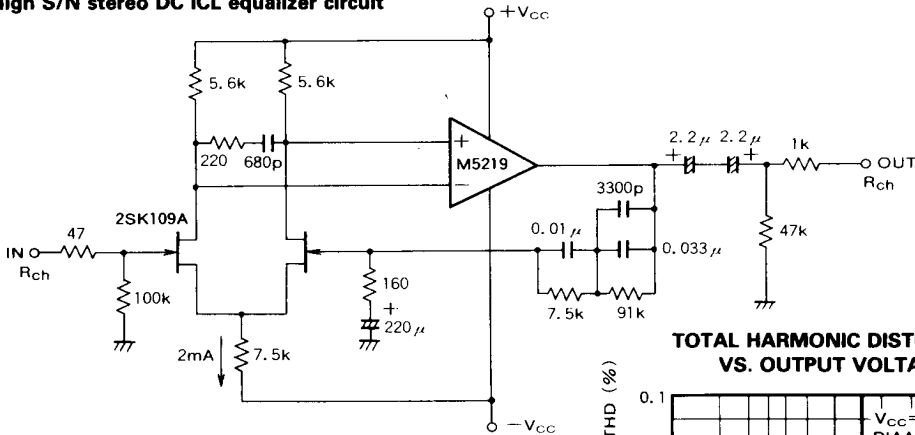 High S/N stereo DC ICL equalizer circuit
+VCC
5.6k
5.6k
220
680p
+
−
M5219
2.2μ
2.2μ
+
+
1k
OUT
Rch
3300p
0.01μ
0.033μ
47k
2SK109A
47
IN
Rch
100k
160
+
220μ
7.5k
91k
2mA
7.5k
−VCC
TOTAL HARMONIC DIST
VS. OUTPUT VOLTA
THD (%)
0.1
VCC=